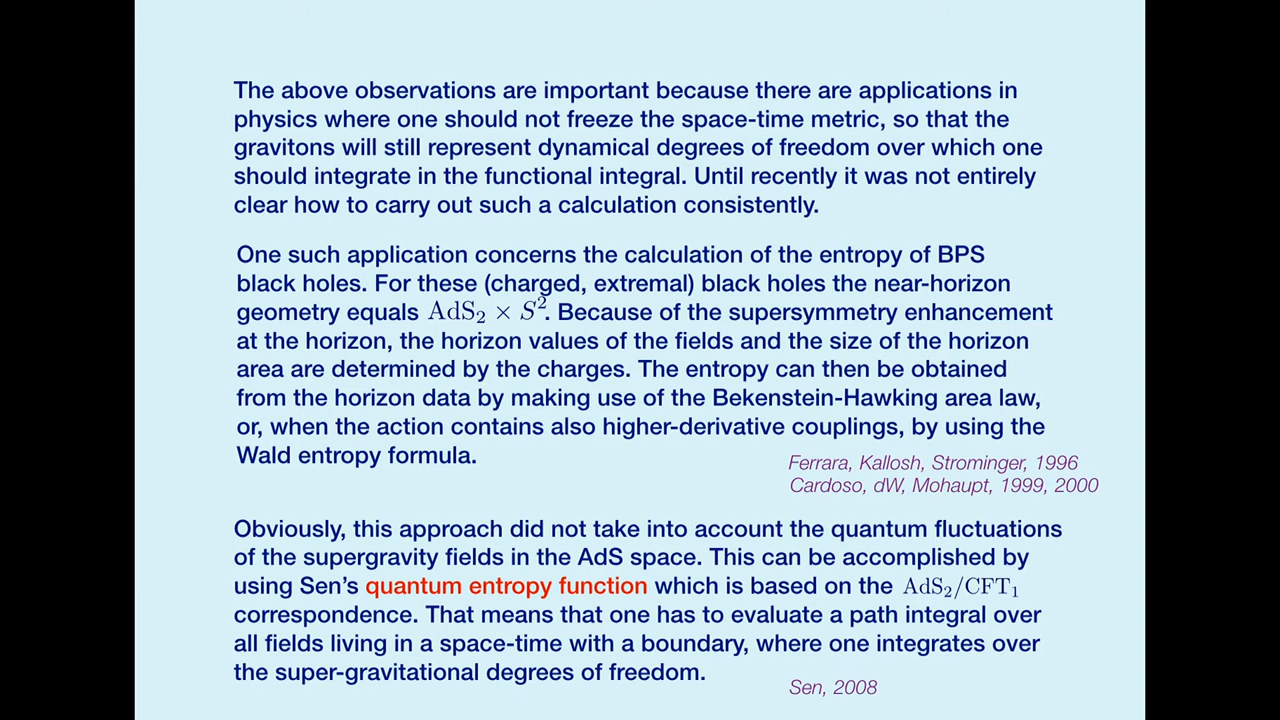 The above observations are important because there are applications in
physics where one should not freeze the space-time metric, so that the
gravitons will still represent dynamical degrees of freedom over which one
should integrate in the functional integral. Until recently it was not entirely
clear how to carry out such a calculation consistently.
One such application concerns the calculation of the entropy of BPS
black holes. For these (charged, extremal) black holes the near-horizon
geometry equals AdS₂ × S². Because of the supersymmetry enhancement
at the horizon, the horizon values of the fields and the size of the horizon
area are determined by the charges. The entropy can then be obtained
from the horizon data by making use of the Bekenstein-Hawking area law,
or, when the action contains also higher-derivative couplings, by using the
Wald entropy formula.
Ferrara, Kallosh, Strominger, 1996
Cardoso, dW, Mohaupt, 1999, 2000
Obviously, this approach did not take into account the quantum fluctuations
of the supergravity fields in the AdS space. This can be accomplished by
using Sen’s quantum entropy function which is based on the AdS₂/CFT₁
correspondence. That means that one has to evaluate a path integral over
all fields living in a space-time with a boundary, where one integrates over
the super-gravitational degrees of freedom.
Sen, 2008